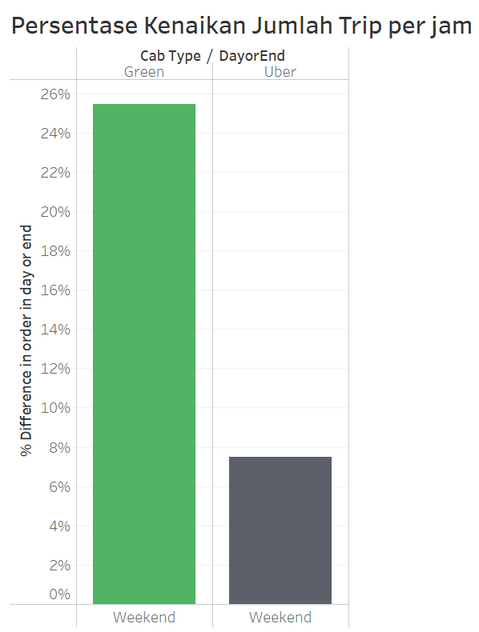 Persentase Kenaikan Jumlah Trip per jam
Cab Type / DayorEnd
Green Uber
26%
24%
22%
20%
18%
16%
14%
12%
10%
8%
6%
4%
2%
0%
% Difference in order in day or end
Weekend Weekend